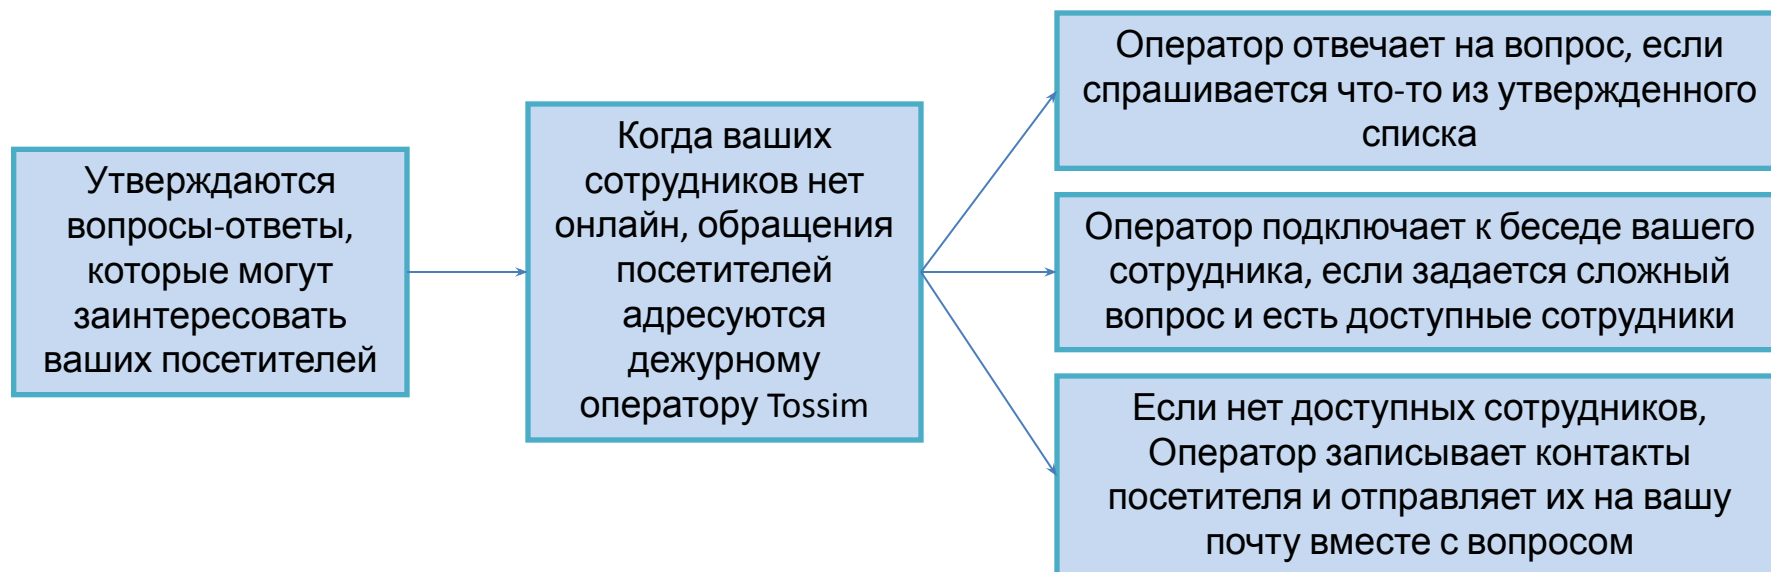 Утверждаются
вопросы-ответы,
которые могут
заинтересовать
ваших посетителей
Когда ваших
сотрудников нет
онлайн, обращения
посетителей
адресуются
дежурному
оператору Tossim
Оператор отвечает на вопрос, если
спрашивается что-то из утвержденного
списка
Оператор подключает к беседе вашего
сотрудника, если задается сложный
вопрос и есть доступные сотрудники
Если нет доступных сотрудников,
Оператор записывает контакты
посетителя и отправляет их на вашу
почту вместе с вопросом